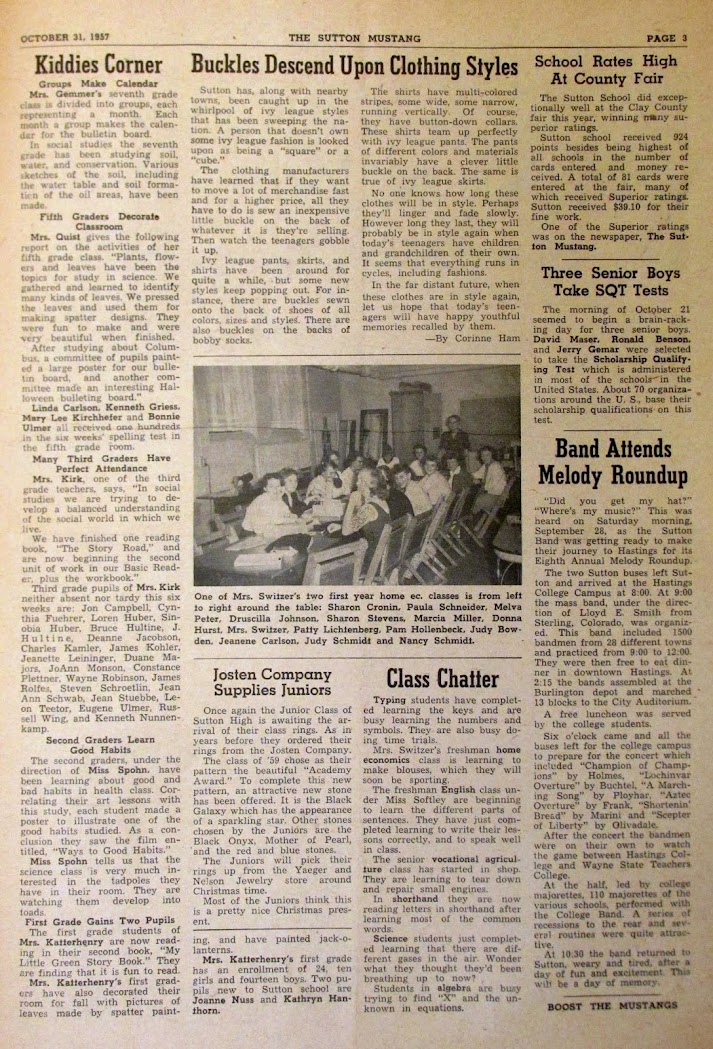 OCTOBER 31, 1957
THE SUTTON MUSTANG
PAGE 3
Kiddies Corner
Groups Make Calendar
Mrs. Gemmer's seventh grade
class is divided into groups, each
representing a month. Each
month a group makes the calen-
dar for the bulletin board.
In social studies the seventh
grade has been studying soil,
water, and conservation. Various
sketches of the soil, including
the water table and soil forma-
tion of the oil areas, have been
made.
Fifth Graders Decorate
Classroom
Mrs. Quist gives the following
report on the activities of her
fifth grade class. "Plants, flow-
ers and leaves have been the
topics for study in science. We
gathered and learned to identify
many kinds of leaves. We pressed
the leaves and used them for
making spatter designs. They
were fun to make and were
very beautiful when finished.
After studying about Colum-
bus, a committee of pupils paint-
ed a large poster for our bulle-
tin board, and another com-
mittee made an interesting Hal-
loween bulleting board."
Linda Carlson, Kenneth Griess,
Mary Lee Kirchhefer and Bonnie
Ulmer all received one hundreds
in the six weeks' spelling test in
the fifth grade room.
Many Third Graders Have
Perfect Attendance
Mrs. Kirk, one of the third
grade teachers, says, "In social
studies we are trying to de-
velop a balanced understanding
of the social world in which we
live.
We have finished one reading
book, "The Story Road," and
are now beginning the second
unit of work in our Basic Read-
er, plus the workbook."
Third grade pupils of Mrs. Kirk
neither absent nor tardy this six
weeks are: Jon Campbell, Cyn-
thia Fuehrer, Loren Huber, Sin-
obia Huber, Bruce Hultine, J.
Hultine, Deanne Jacobson,
Charles Kamler, James Kohler,
Jeanette Leininger, Duane Ma-
jors, JoAnn Monson, Constance
Plettner, Wayne Robinson, James
Rolfes, Steven Schroetlin, Jean
Ann Schwab, Jean Stuebbe, Le-
on Teetor, Eugene Ulmer, Rus-
sell Wing, and Kenneth Nunnen-
kamp.
Second Graders Learn
Good Habits
The second graders, under the
direction of Miss Spohn, have
been learning about good and
bad habits in health class. Cor-
relating their art lessons with
this study, each student made a
poster to illustrate one of the
good habits studied. As a con-
clusion they saw the film en-
titled, "Ways to Good Habits."
Miss Spohn tells us that the
science class is very much in-
terested in the tadpoles they
have in their room. They are
watching them develop into
toads.
First Grade Gains Two Pupils
The first grade students of
Mrs. Katterhenry are now read-
ing in their second book, "My
Little Green Story Book." They
are finding that it is fun to read.
Mrs. Katterhenry's first grad-
ers have also decorated their
room for fall with pictures of
leaves made by spatter paint-
ing, and have painted jack-o-
lanterns.
Mrs. Katterhenry's first grade
has an enrollment of 24, ten
girls and fourteen boys. Two pu-
pils new to Sutton school are
Joanne Nuss and Kathryn Han-
thorn.
Buckles Descend Upon Clothing Styles
Sutton has, along with nearby
towns, been caught up in the
whirlpool of ivy league styles
that has been sweeping the na-
tion. A person that doesn't own
some ivy league fashion is looked
upon as being a "square" or a
"cube."
The clothing manufacturers
have learned that if they want
to move a lot of merchandise fast
and for a higher price, all they
have to do is sew an inexpensive
little buckle on the back of
whatever it is they're selling.
Then watch the teenagers gobble
it up.
Ivy league pants, skirts, and
shirts have been around for
quite a while, but some new
styles keep popping out. For in-
stance, there are buckles sewn
onto the back of shoes of all
colors, sizes and styles. There are
also buckles on the backs of
bobby socks.
The shirts have multi-colored
stripes, some wide, some narrow,
running vertically. Of course,
they have button-down collars.
These shirts team up perfectly
with ivy league pants. The pants
of different colors and materials
invariably have a clever little
buckle on the back. The same is
true of ivy league skirts.
No one knows how long these
clothes will be in style. Perhaps
they'll linger and fade slowly.
However long they last, they will
probably be in style again when
today's teenagers have children
and grandchildren of their own.
It seems that everything runs in
cycles, including fashions.
In the far distant future, when
these clothes are in style again,
let us hope that today's teen-
agers will have happy youthful
memories recalled by them.
—By Corinne Ham
One of Mrs. Switzer's two first year home ec. classes is from left
to right around the table: Sharon Cronin, Paula Schneider, Melva
Peter, Druscilla Johnson, Sharon Stevens, Marcia Miller, Donna
Hurst, Mrs. Switzer, Patty Lichtenberg, Pam Hollenbeck, Judy Bow-
den, Jeanene Carlson, Judy Schmidt and Nancy Schmidt.
Josten Company
Supplies Juniors
Once again the Junior Class of
Sutton High is awaiting the ar-
rival of their class rings. As in
years before they ordered their
rings from the Josten Company.
The class of '59 chose as their
pattern the beautiful "Academy
Award." To complete this new
pattern, an attractive new stone
has been offered. It is the Black
Galaxy which has the appearance
of a sparkling star. Other stones
chosen by the Juniors are the
Black Onyx, Mother of Pearl,
and the red and blue stones.
The Juniors will pick their
rings up from the Yaeger and
Nelson Jewelry store around
Christmas time.
Most of the Juniors think this
is a pretty nice Christmas pres-
ent.
Class Chatter
Typing students have complet-
ed learning the keys and are
busy learning the numbers and
symbols. They are also busy do-
ing time trials.
Mrs. Switzer's freshman home
economics class is learning to
make blouses, which they will
soon be sporting.
The freshman English class un-
der Miss Softley are beginning
to learn the different parts of
sentences. They have just com-
pleted learning to write their les-
sons correctly, and to speak well
in class.
The senior vocational agricul-
ture class has started in shop.
They are learning to tear down
and repair small engines.
In shorthand they are now
reading letters in shorthand after
learning most of the common
words.
Science students just complet-
ed learning that there are dif-
ferent gases in the air. Wonder
what they thought they'd been
breathing up to now?
Students in algebra are busy
trying to find "X" and the un-
known in equations.
School Rates High
At County Fair
The Sutton School did excep-
tionally well at the Clay County
fair this year, winning many su-
perior ratings.
Sutton school received 924
points besides being highest of
all schools in the number of
cards entered and money re-
ceived. A total of 81 cards were
entered at the fair, many of
which received Superior ratings.
Sutton received $39.10 for their
fine work.
One of the Superior ratings
was on the newspaper, The Sut-
ton Mustang.
Three Senior Boys
Take SQT Tests
The morning of October 21
seemed to begin a brain-rack-
ing day for three senior boys.
David Maser, Ronald Benson,
and Jerry Gemar were selected
to take the Scholarship Qualify-
ing Test which is administered
in most of the schools in the
United States. About 70 organiza-
tions around the U. S., base their
scholarship qualifications on this
test.
Band Attends
Melody Roundup
"Did you get my hat?"
"Where's my music?" This was
heard on Saturday morning,
September 28, as the Sutton
Band was getting ready to make
their journey to Hastings for its
Eighth Annual Melody Roundup.
The two Sutton buses left Sut-
ton and arrived at the Hastings
College Campus at 8:00. At 9:00
the mass band, under the direc-
tion of Lloyd E. Smith from
Sterling, Colorado, was organiz-
ed. This band included 1500
bandmen from 28 different towns
and practiced from 9:00 to 12:00.
They were then free to eat din-
ner in downtown Hastings. At
2:15 the bands assembled at the
Burlington depot and marched
13 blocks to the City Auditorium.
A free luncheon was served
by the college students.
Six o'clock came and all the
buses left for the college campus
to prepare for the concert which
included "Champion of Champ-
ions" by Holmes, "Lochinvar
Overture" by Buchtel, "A March-
ing Song" by Ployhar, "Aztec
Overture" by Frank, "Shortenin'
Bread" by Marini and "Scepter
of Liberty" by Olivadale.
After the concert the bandmen
were on their own to watch
the game between Hastings Col-
lege and Wayne State Teachers
College.
At the half, led by college
majorettes, 110 majorettes of the
various schools, performed with
the College Band. A series of
recessions to the rear and sev-
eral routines were quite attrac-
tive.
At 10:30 the band returned to
Sutton, weary and tired, after a
day of fun and excitement. This
will be a day of memory.
BOOST THE MUSTANGS